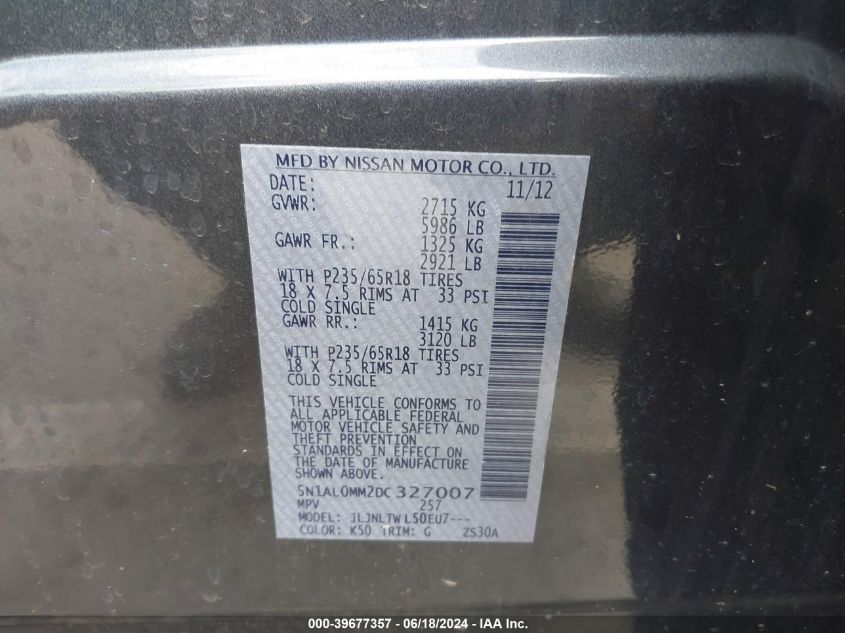 MFD BY NISSAN MOTOR CO., LTD.
DATE: 11/12
GVWR: 2715 KG
5986 LB
GAWR FR.: 1325 KG
2921 LB
WITH P235/65R18 TIRES
18 X 7.5 RIMS AT 33 PSI
COLD SINGLE
GAWR RR.: 1415 KG
3120 LB
WITH P235/65R18 TIRES
18 X 7.5 RIMS AT 33 PSI
COLD SINGLE
THIS VEHICLE CONFORMS TO
ALL APPLICABLE FEDERAL
MOTOR VEHICLE SAFETY AND
THEFT PREVENTION
STANDARDS IN EFFECT ON
THE DATE OF MANUFACTURE
SHOWN ABOVE.
5N1AL0MM2DC327007
MPV 257
MODEL: JLJNLTWL50EU7---
COLOR: K50 TRIM: G ZS30A
000-39677357 - 06/18/2024 - IAA Inc.